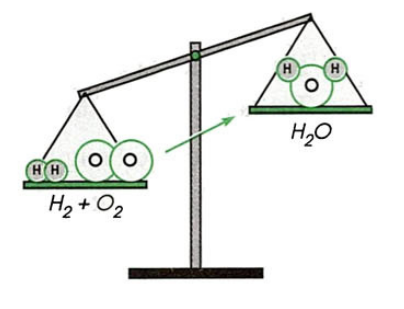 H H O
H O
H₂O
H H O O
H₂ + O₂